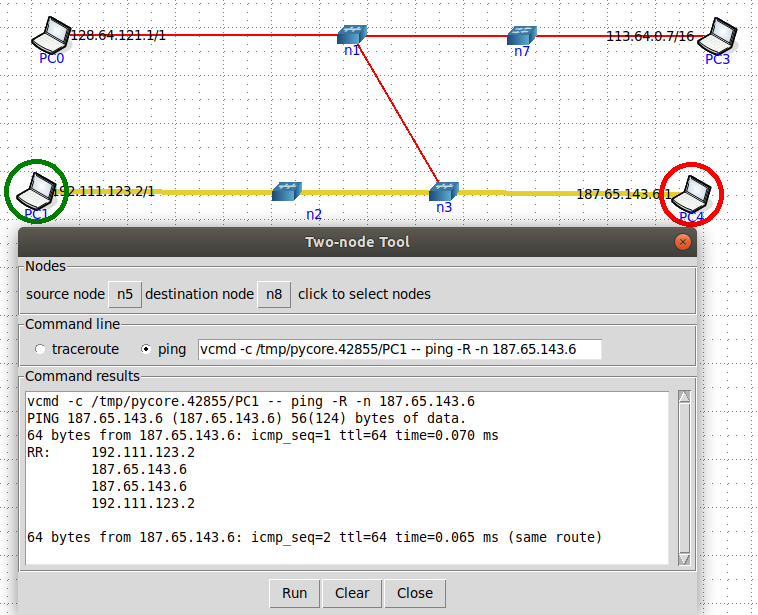 128.64.121.1/1
113.64.0.7/16
PC0
n1
n7
PC3
192.111.123.2/1
187.65.143.6/1
PC1
n2
n3
PC4
Two-node Tool
Nodes
source node n5 destination node n8 click to select nodes
Command line
traceroute ping vcmd -c /tmp/pycore.42855/PC1 -- ping -R -n 187.65.143.6
Command results
vcmd -c /tmp/pycore.42855/PC1 -- ping -R -n 187.65.143.6
PING 187.65.143.6 (187.65.143.6) 56(124) bytes of data.
64 bytes from 187.65.143.6: icmp_seq=1 ttl=64 time=0.070 ms
RR: 192.111.123.2
187.65.143.6
187.65.143.6
192.111.123.2
64 bytes from 187.65.143.6: icmp_seq=2 ttl=64 time=0.065 ms (same route)
Run Clear Close